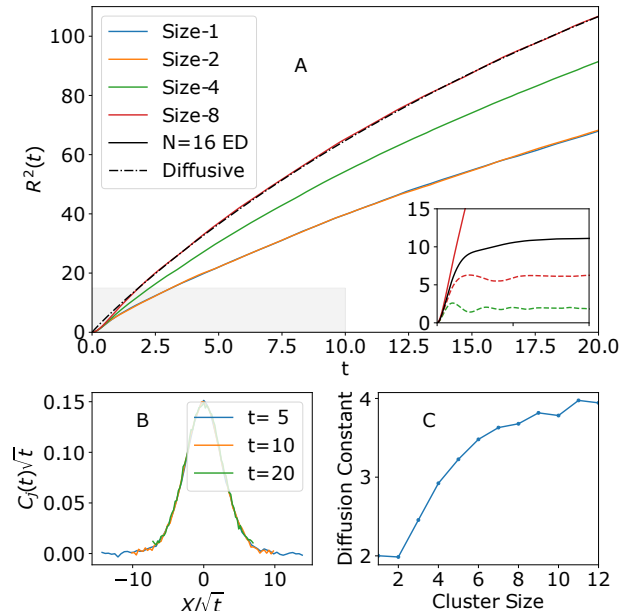 100
80
60
40
20
0
R²(t)
Size-1
Size-2
Size-4
Size-8
N=16 ED
Diffusive
A
15
10
5
0
0.0 2.5 5.0 7.5 10.0 12.5 15.0 17.5 20.0
t
0.15
0.10
0.05
0.00
C_j(t)√t
B
t= 5
t=10
t=20
−10 0 10
X/√t
4
3
2
Diffusion Constant
C
2 4 6 8 10 12
Cluster Size